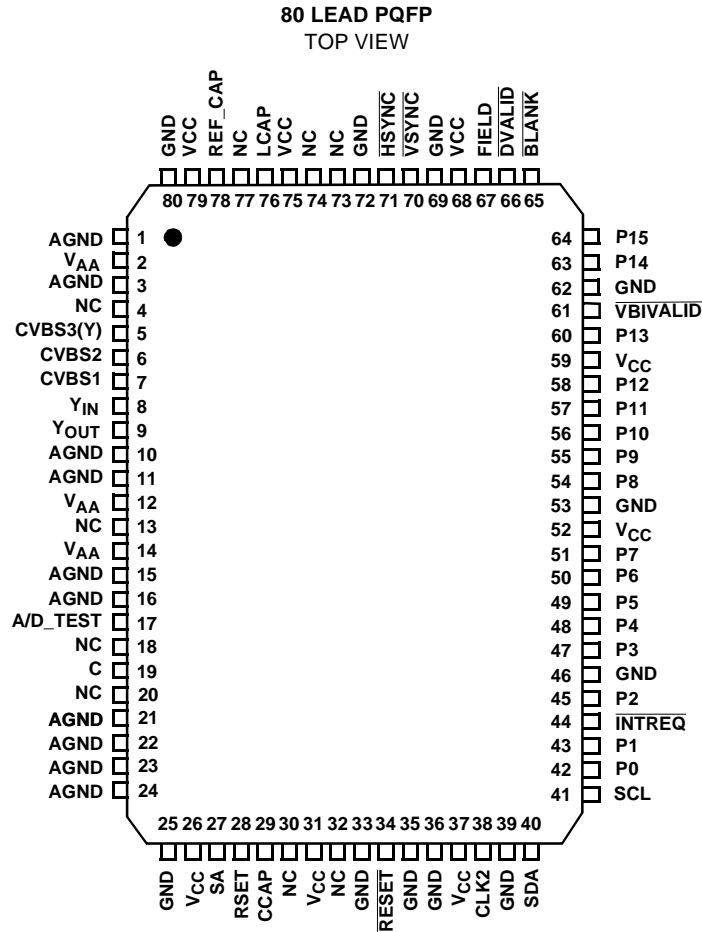 80 LEAD PQFP
TOP VIEW
GND VCC REF_CAP NC LCAP VCC NC NC GND HSYNC VSYNC GND VCC FIELD DVALID BLANK
80 79 78 77 76 75 74 73 72 71 70 69 68 67 66 65
AGND 1 64 P15
VAA 2 63 P14
AGND 3 62 GND
NC 4 61 VBIVALID
CVBS3(Y) 5 60 P13
CVBS2 6 59 VCC
CVBS1 7 58 P12
YIN 8 57 P11
YOUT 9 56 P10
AGND 10 55 P9
AGND 11 54 P8
VAA 12 53 GND
NC 13 52 VCC
VAA 14 51 P7
AGND 15 50 P6
AGND 16 49 P5
A/D_TEST 17 48 P4
NC 18 47 P3
C 19 46 GND
NC 20 45 P2
AGND 21 44 INTREQ
AGND 22 43 P1
AGND 23 42 P0
AGND 24 41 SCL
25 26 27 28 29 30 31 32 33 34 35 36 37 38 39 40
GND VCC SA RSET CCAP NC VCC NC GND RESET GND GND VCC CLK2 GND SDA